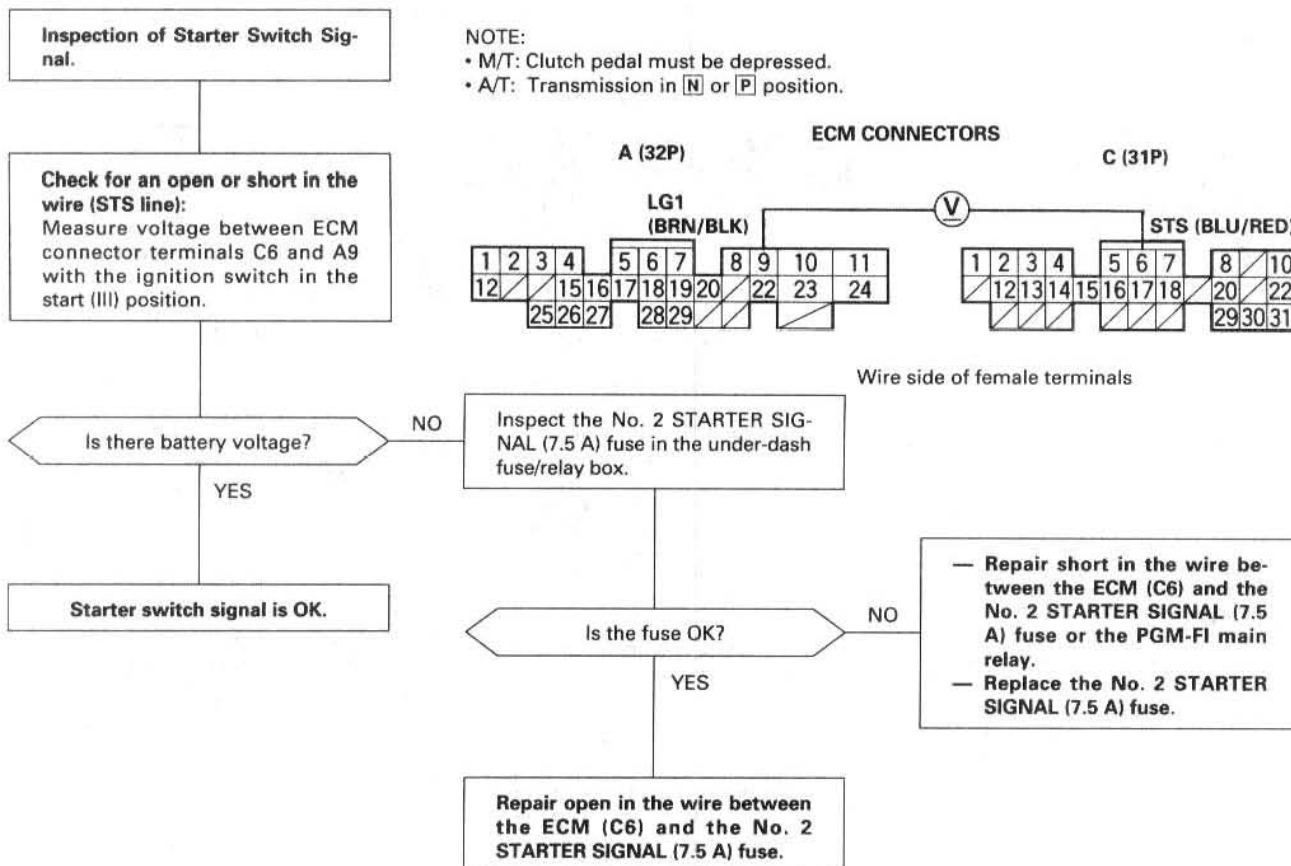 Inspection of Starter Switch Sig-
nal.
NOTE:
• M/T: Clutch pedal must be depressed.
• A/T: Transmission in N or P position.
ECM CONNECTORS
A (32P)
C (31P)
Check for an open or short in the
wire (STS line):
Measure voltage between ECM
connector terminals C6 and A9
with the ignition switch in the
start (III) position.
LG1
(BRN/BLK)
V
STS (BLU/RED)
1 2 3 4 5 6 7 8 9 10 11
12 15 16 17 18 19 20 22 23 24
25 26 27 28 29
1 2 3 4 5 6 7 8 10
12 13 14 15 16 17 18 20 22
29 30 31
Wire side of female terminals
Is there battery voltage?
NO
YES
Inspect the No. 2 STARTER SIG-
NAL (7.5 A) fuse in the under-dash
fuse/relay box.
Starter switch signal is OK.
Is the fuse OK?
NO
YES
— Repair short in the wire be-
tween the ECM (C6) and the
No. 2 STARTER SIGNAL (7.5
A) fuse or the PGM-FI main
relay.
— Replace the No. 2 STARTER
SIGNAL (7.5 A) fuse.
Repair open in the wire between
the ECM (C6) and the No. 2
STARTER SIGNAL (7.5 A) fuse.